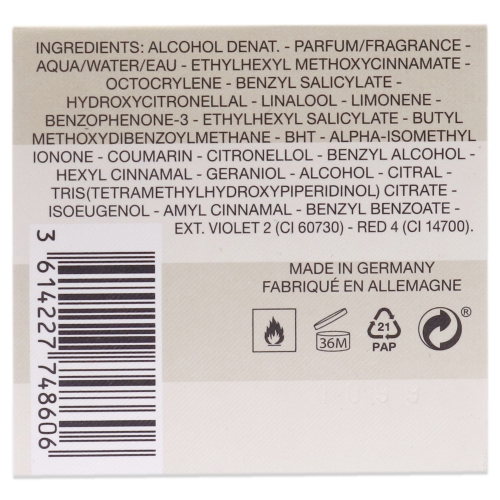 INGREDIENTS: ALCOHOL DENAT. - PARFUM/FRAGRANCE -
AQUA/WATER/EAU - ETHYLHEXYL METHOXYCINNAMATE -
OCTOCRYLENE - BENZYL SALICYLATE -
HYDROXYCITRONELLAL - LINALOOL - LIMONENE -
BENZOPHENONE-3 - ETHYLHEXYL SALICYLATE - BUTYL
METHOXYDIBENZOYLMETHANE - BHT - ALPHA-ISOMETHYL
IONONE - COUMARIN - CITRONELLOL - BENZYL ALCOHOL -
HEXYL CINNAMAL - GERANIOL - ALCOHOL - CITRAL -
TRIS(TETRAMETHYLHYDROXYPIPERIDINOL) CITRATE -
ISOEUGENOL - AMYL CINNAMAL - BENZYL BENZOATE -
EXT. VIOLET 2 (CI 60730) - RED 4 (CI 14700).
MADE IN GERMANY
FABRIQUÉ EN ALLEMAGNE
36M
21
PAP
®
3 614227 748606